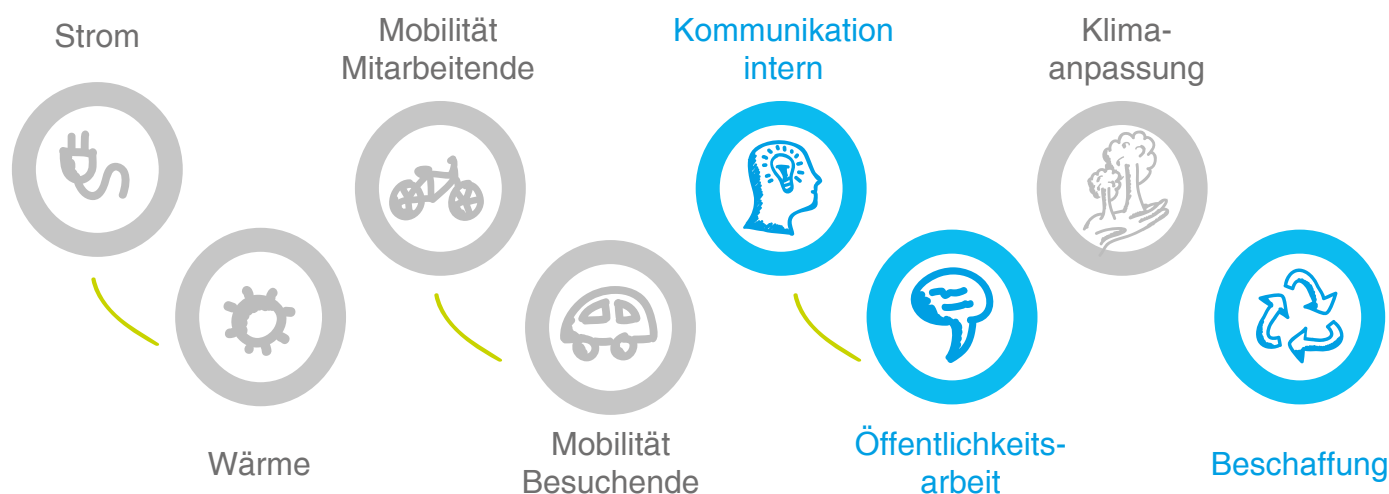 Strom
Mobilität
Mitarbeitende
Kommunikation
intern
Klima-
anpassung
Wärme
Mobilität
Besuchende
Öffentlichkeits-
arbeit
Beschaffung